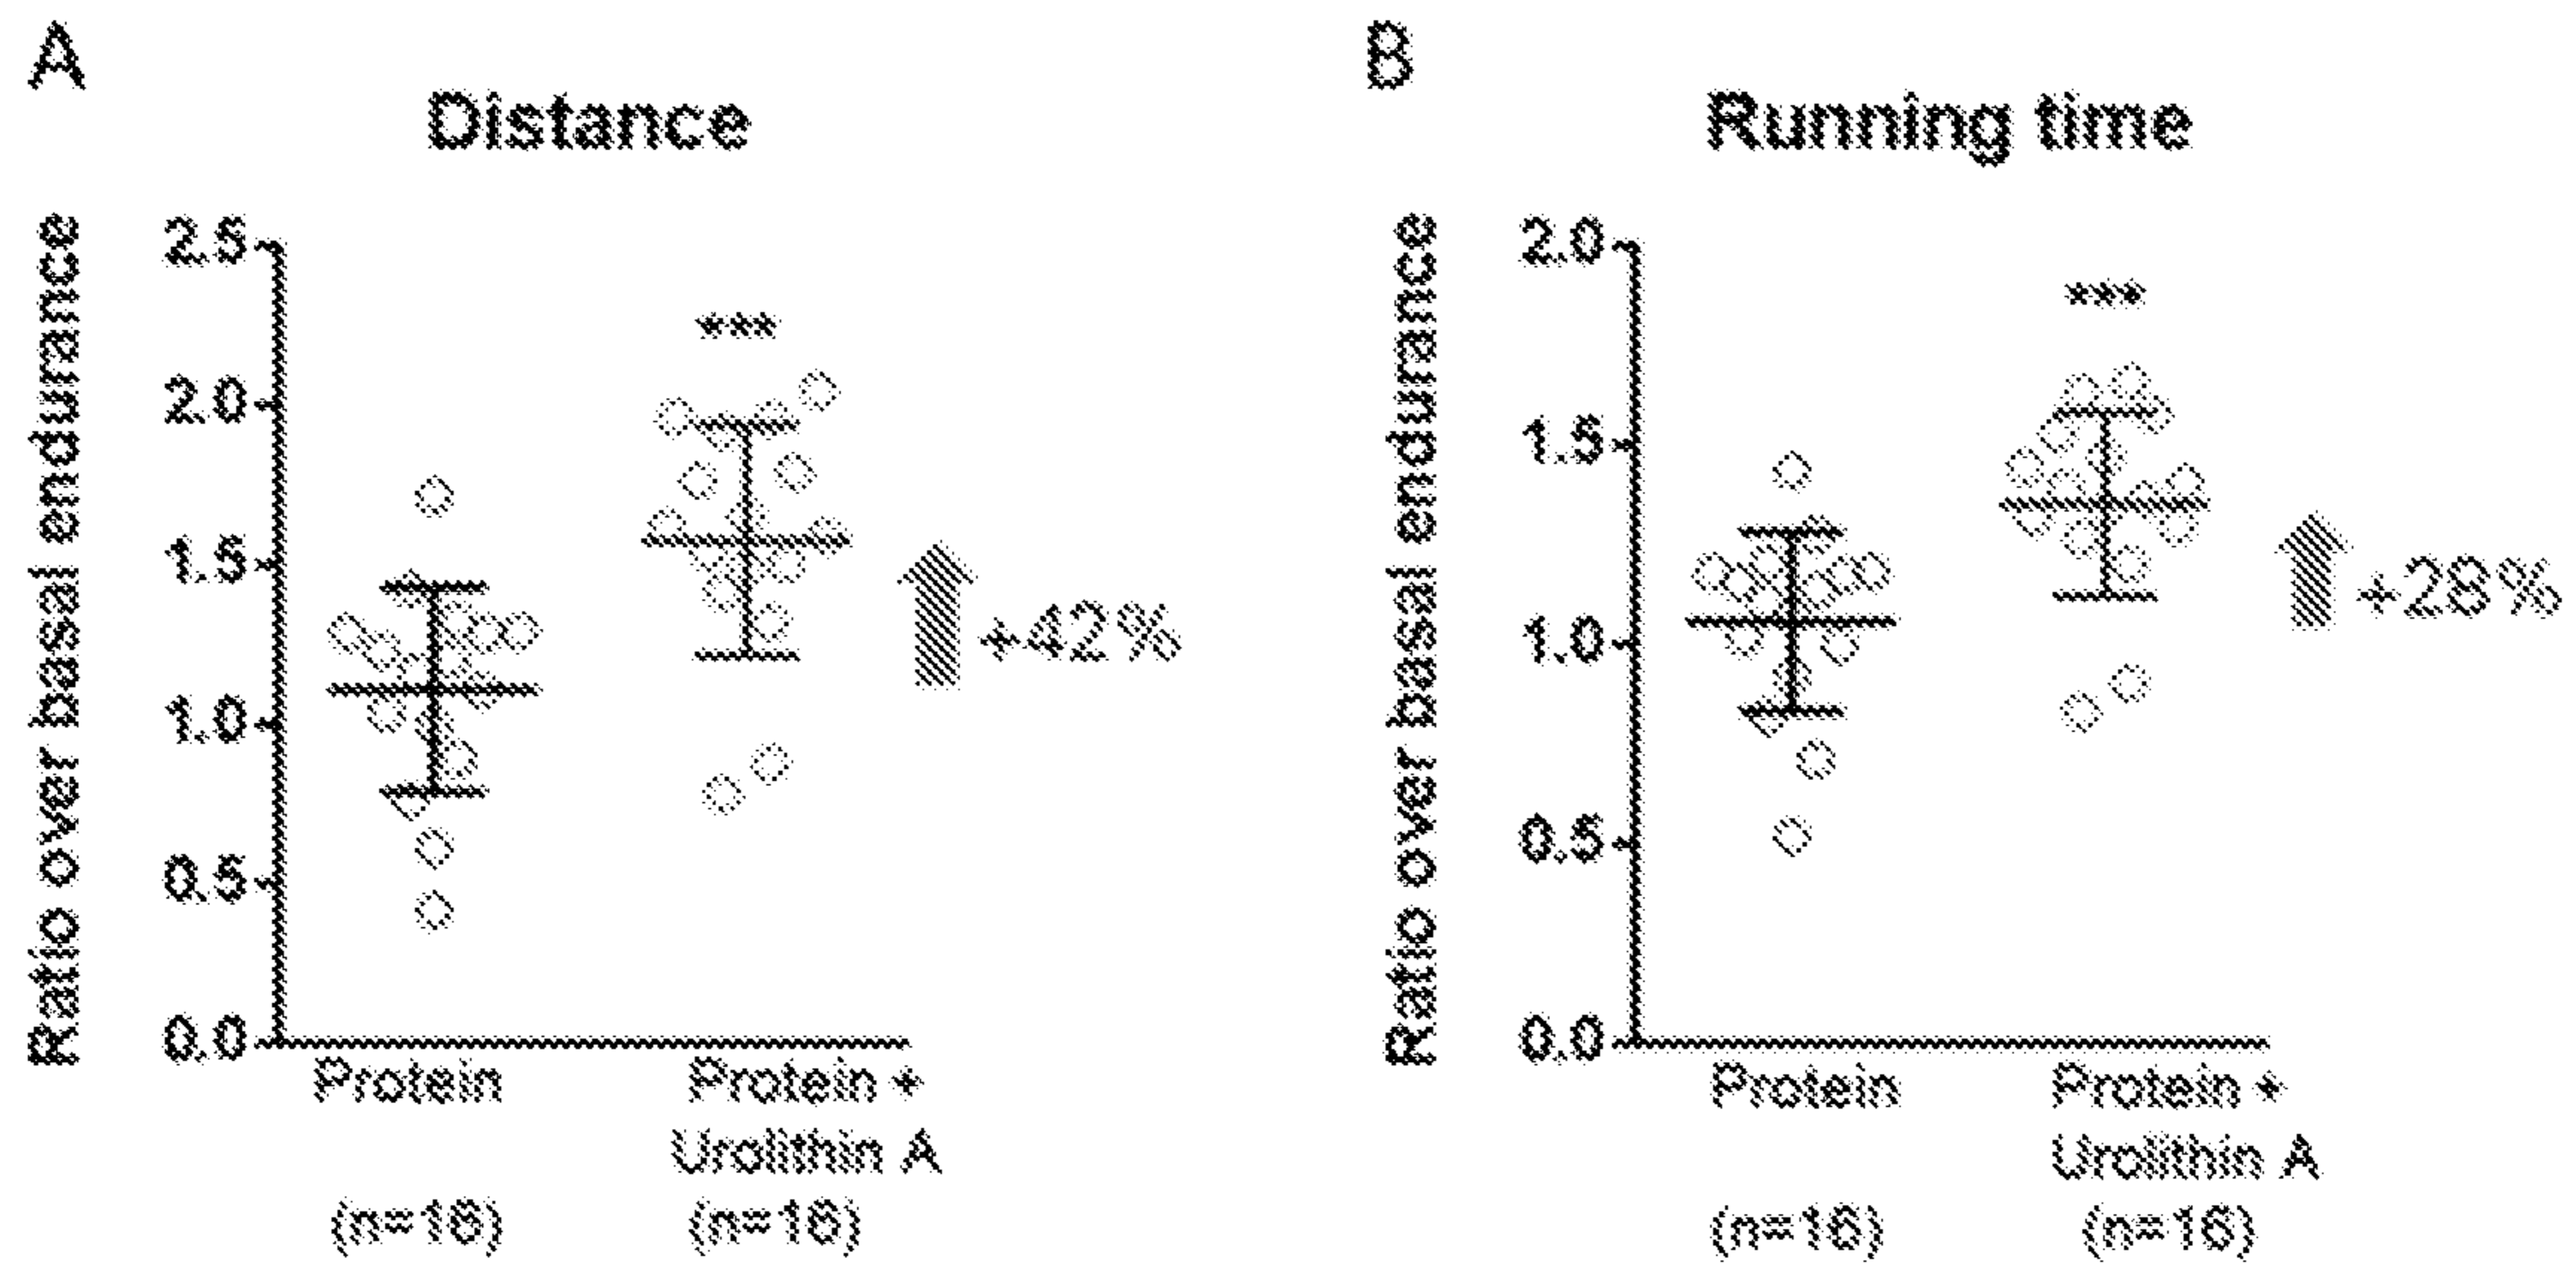 A
Distance
Ratio over basal endurance
2.5
2.0
1.5
1.0
0.5
0.0
***
+42%
Protein
(n=16)
Protein +
Urolithin A
(n=16)
B
Running time
Ratio over basal endurance
2.0
1.5
1.0
0.5
0.0
***
+28%
Protein
(n=16)
Protein +
Urolithin A
(n=16)